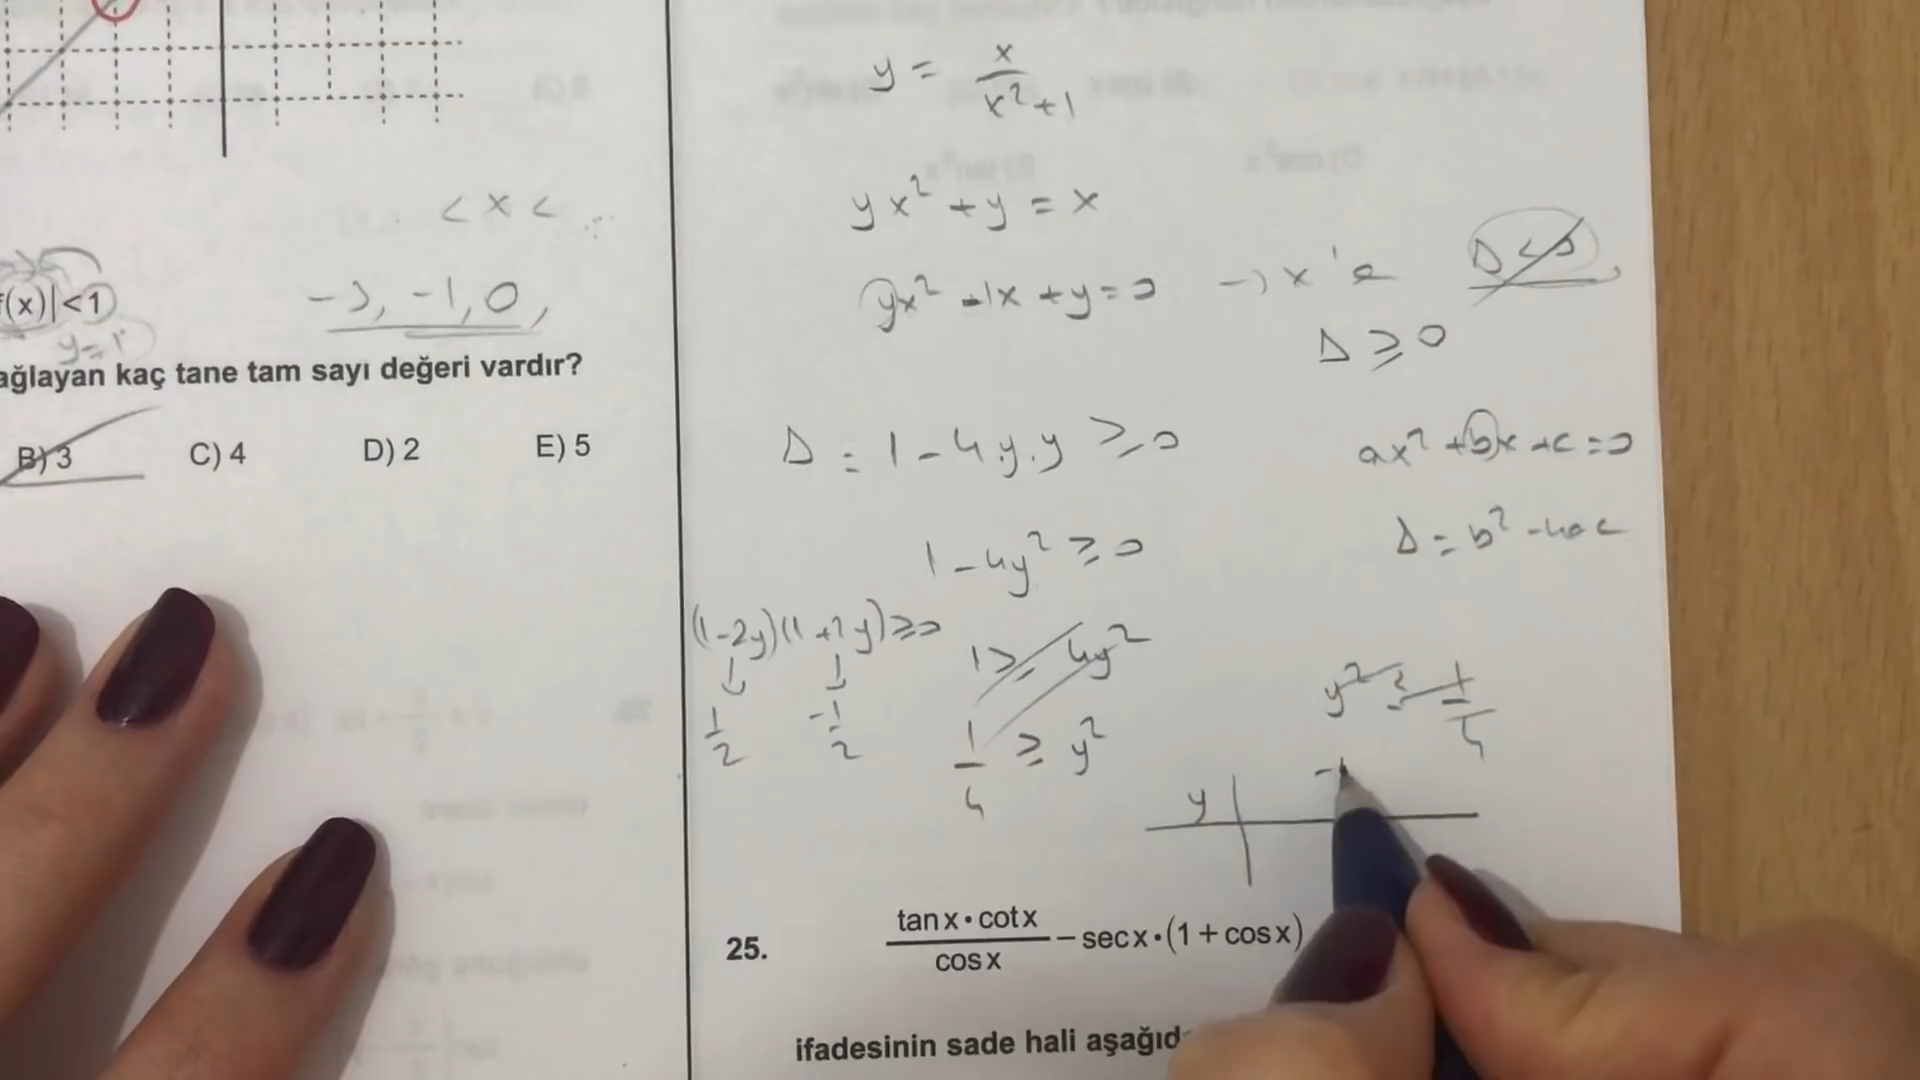 < x <
f(x)|<1
-3, -1, 0,
y=1
ağlayan kaç tane tam sayı değeri vardır?
B) 3 C) 4 D) 2 E) 5
y = x / x² + 1
yx² + y = x
yx² - 1x + y = 0 → x'e Δ < 0
Δ ≥ 0
Δ = 1 - 4.y.y ≥ 0
ax² + bx + c = 0
1 - 4y² ≥ 0
Δ = b² - 4ac
(1-2y)(1+2y) ≥ 0
1 ≥ 4y²
1/2 -1/2
1/4 ≥ y²
y² ≤ 1/4
y
25. tan x • cot x / cos x − sec x • (1 + cos x)
ifadesinin sade hali aşağıd